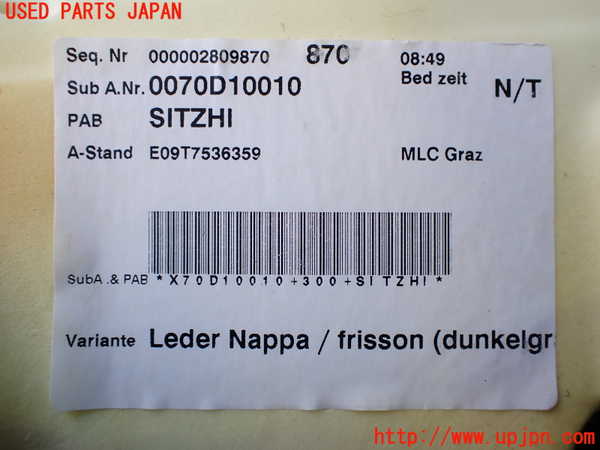 USED PARTS JAPAN
Seq. Nr 000002809870 870 08:49
Sub A.Nr. 0070D10010 Bed zeit N/T
PAB SITZHI
A-Stand E09T7536359 MLC Graz
SubA .& PAB *X70D10010+300+SITZHI*
Variante Leder Nappa / frisson (dunkelgr
http://www.upjpn.com